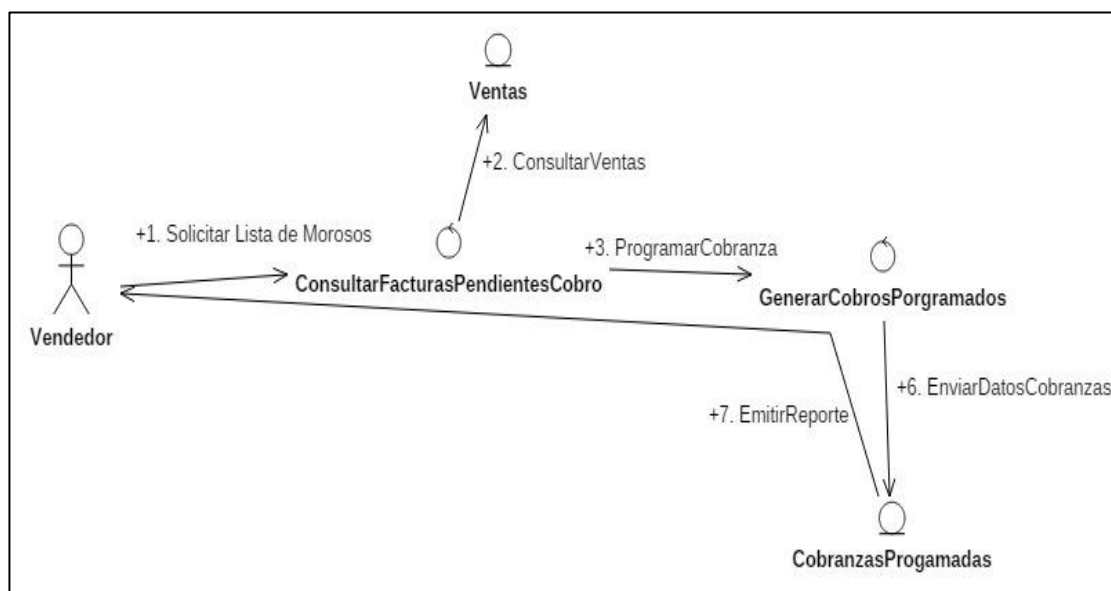 Ventas
+2. ConsultarVentas
+1. Solicitar Lista de Morosos
+3. ProgramarCobranza
ConsultarFacturasPendientesCobro
GenerarCobrosPorgramados
Vendedor
+6. EnviarDatosCobranzas
+7. EmitirReporte
CobranzasProgamadas